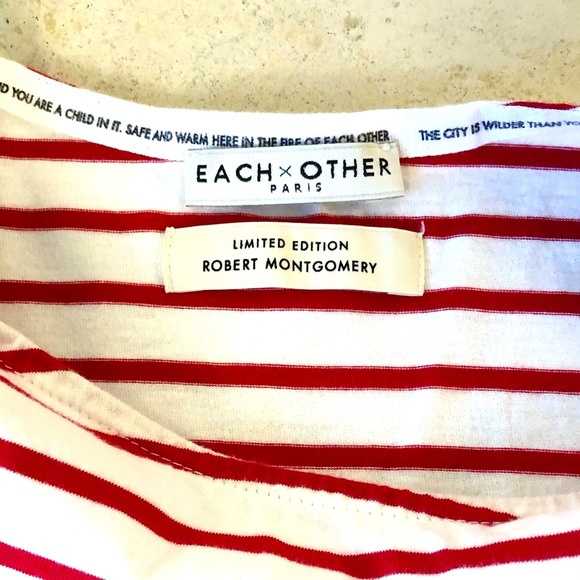 YOU ARE A CHILD IN IT. SAFE AND WARM HERE IN THE FIRE OF EACH OTHER
THE CITY IS WILDER THAN
EACH × OTHER
PARIS
LIMITED EDITION
ROBERT MONTGOMERY